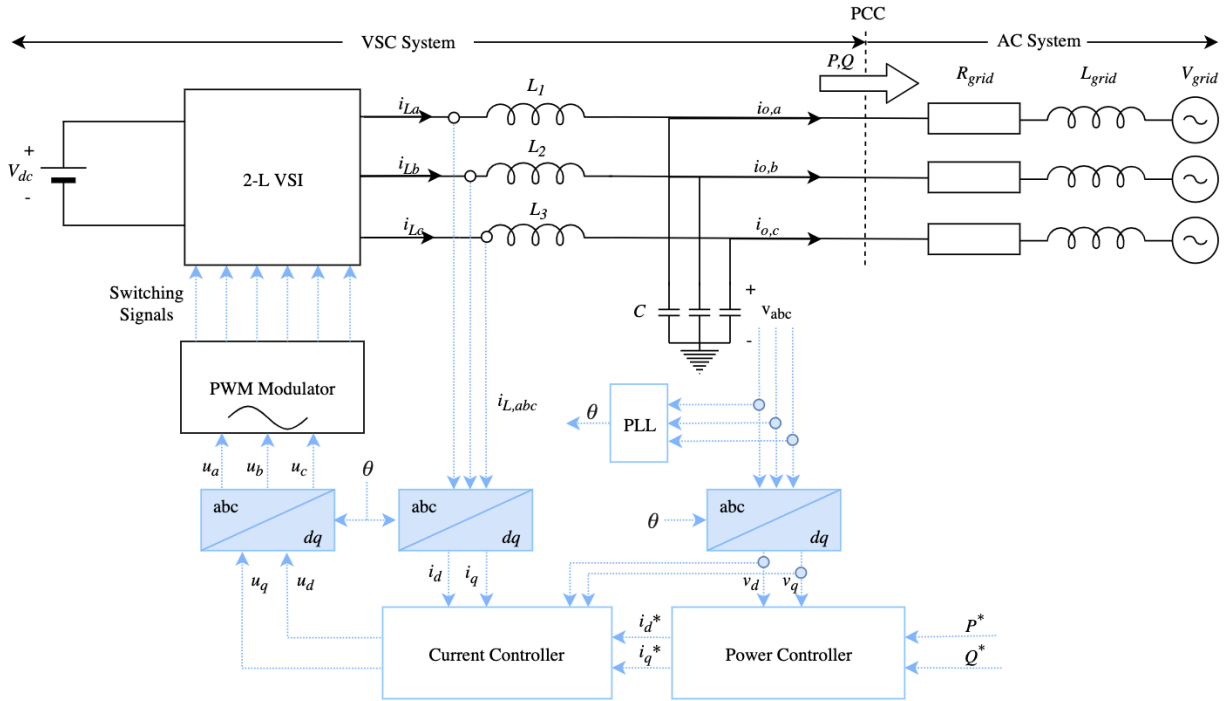 PCC
VSC System
AC System
P,Q
R_grid
L_grid
V_grid
i_La
L_1
i_o,a
+
V_dc
-
2-L VSI
i_Lb
L_2
i_o,b
i_Lc
L_3
i_o,c
Switching
Signals
C
+
v_abc
-
PWM Modulator
i_L,abc
θ
PLL
u_a
u_b
u_c
θ
abc
dq
abc
dq
θ
abc
dq
u_q
u_d
i_d
i_q
v_d
v_q
Current Controller
i_d*
i_q*
Power Controller
P*
Q*